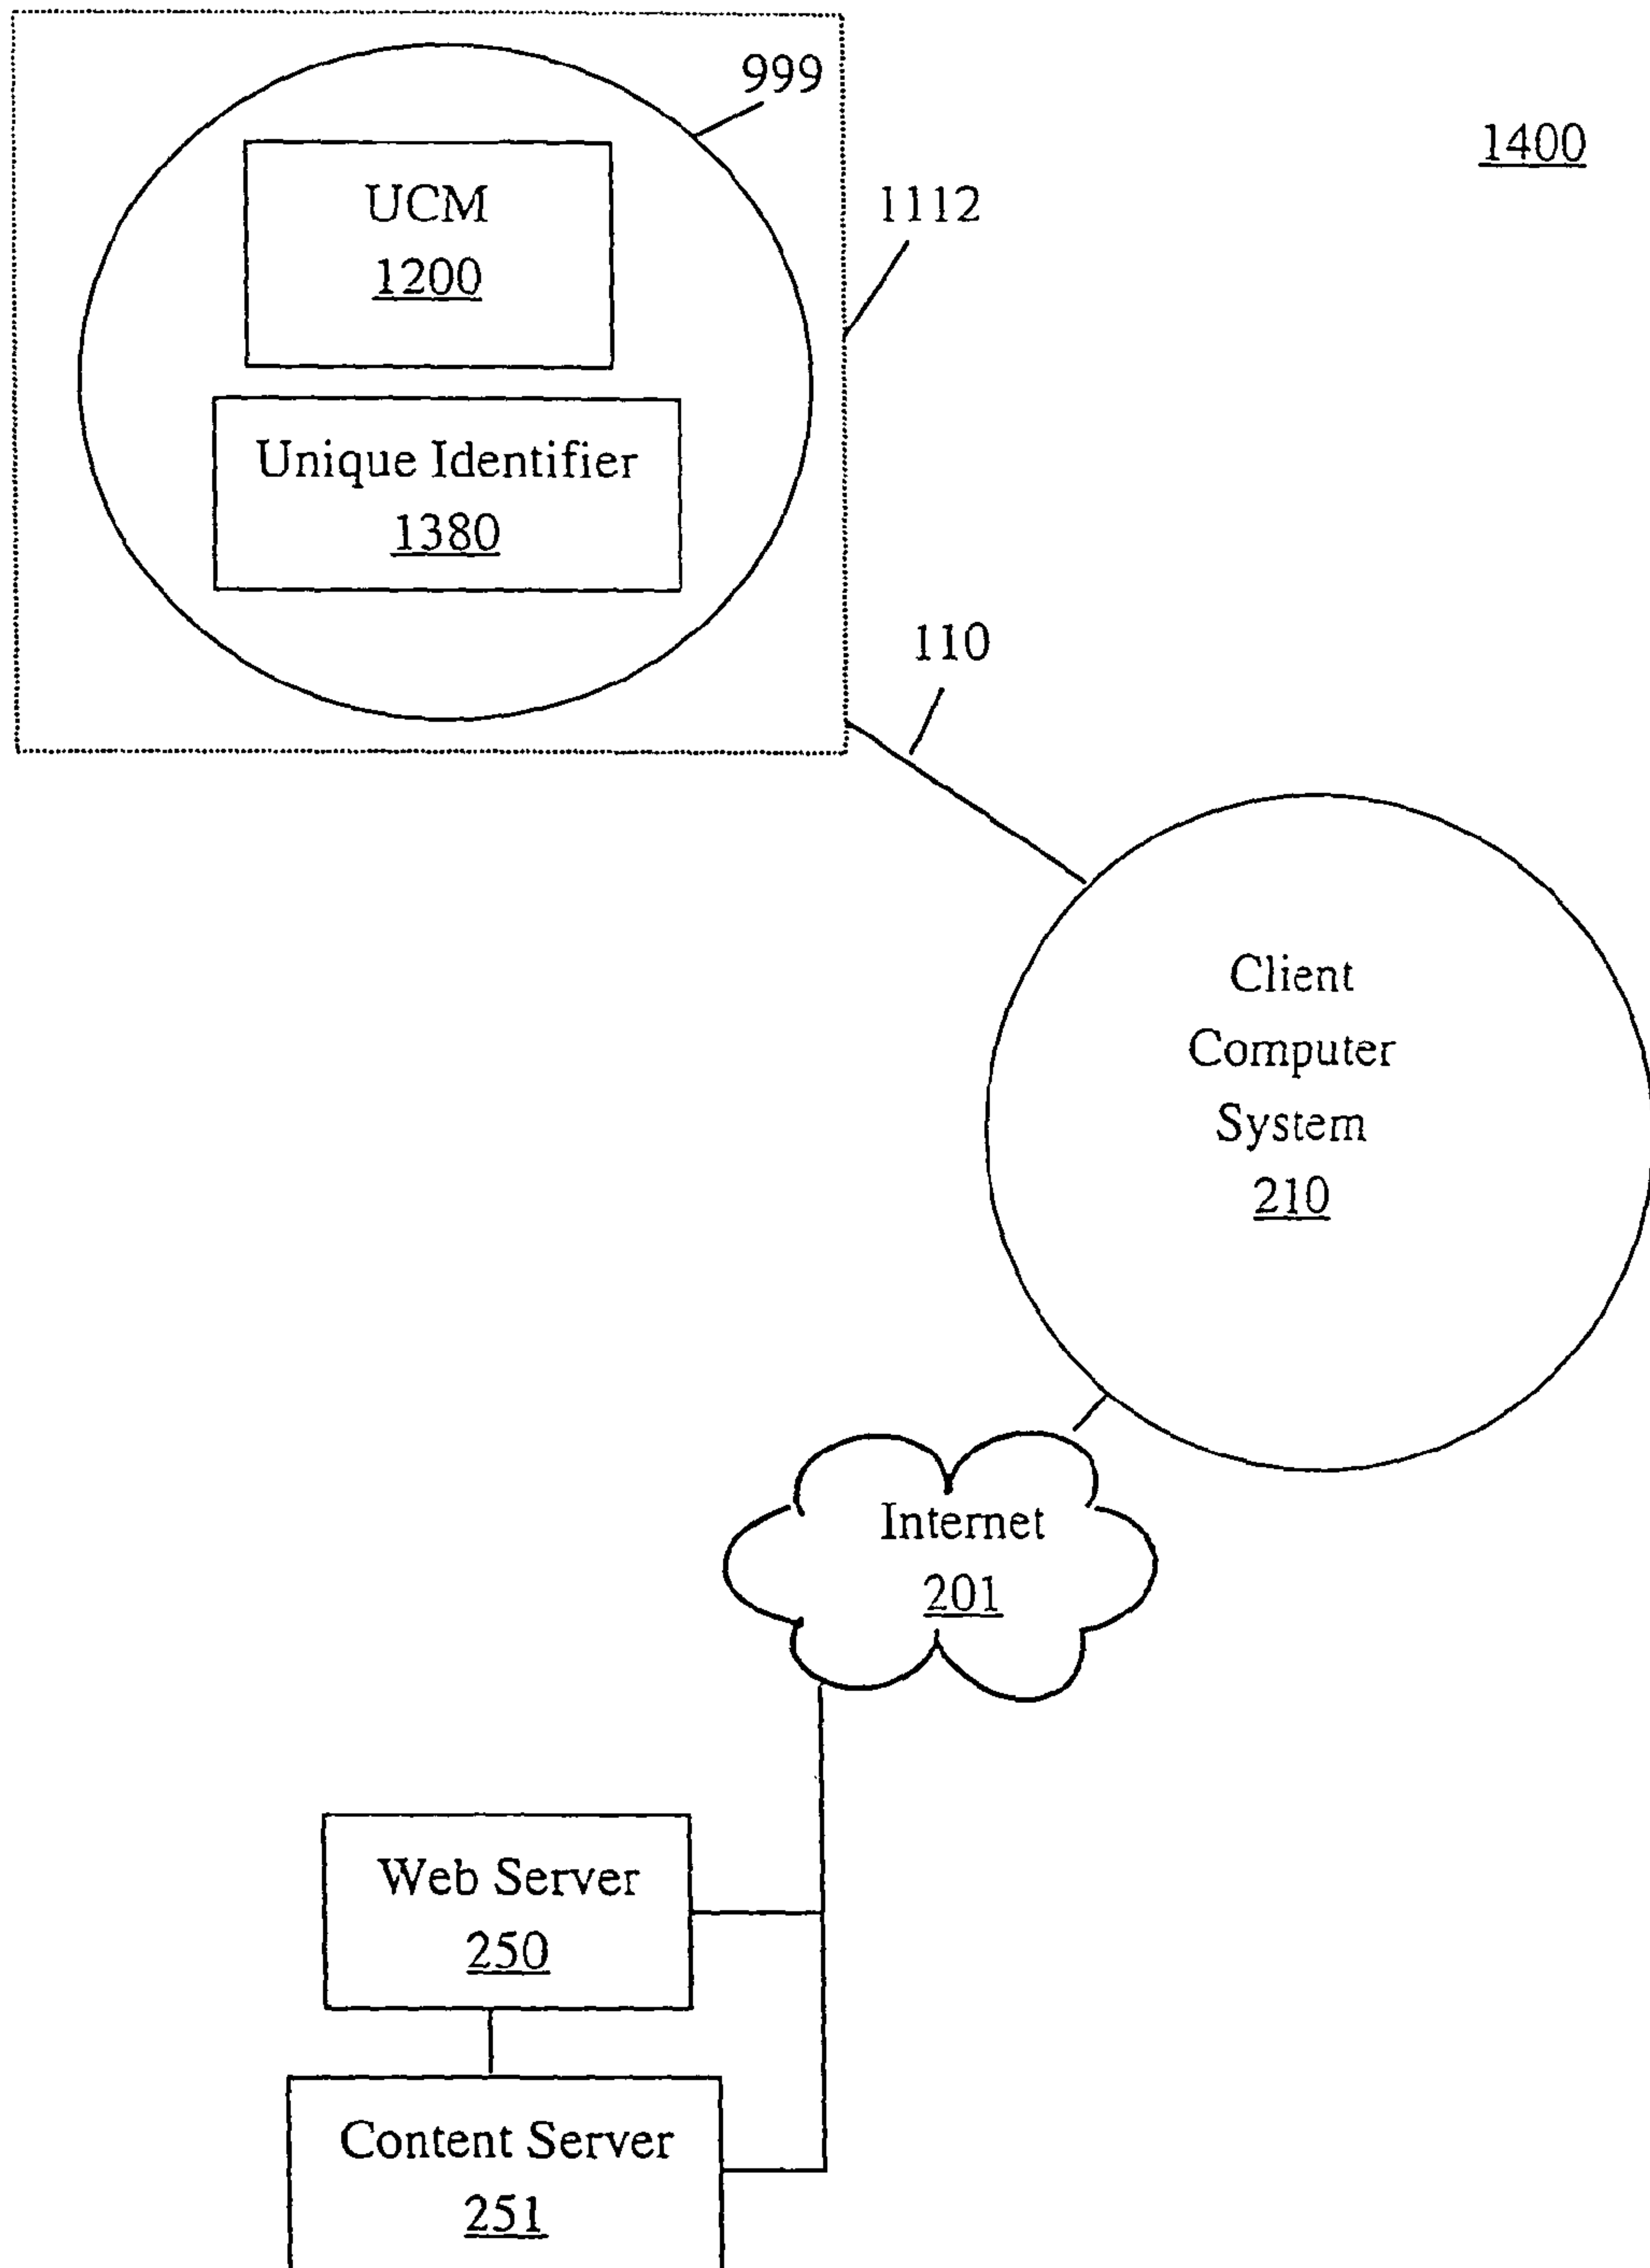 999
1400
UCM
1200
1112
Unique Identifier
1380
110
Client
Computer
System
210
Internet
201
Web Server
250
Content Server
251